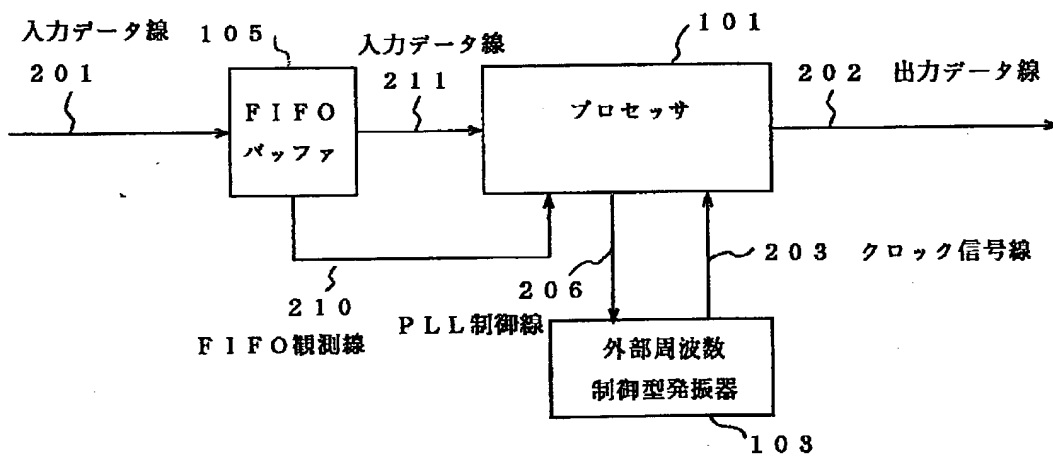 入力データ線
201
105
FIFO
バッファ
入力データ線
211
101
プロセッサ
202 出力データ線
210
FIFO観測線
206
PLL制御線
203 クロック信号線
外部周波数
制御型発振器
103